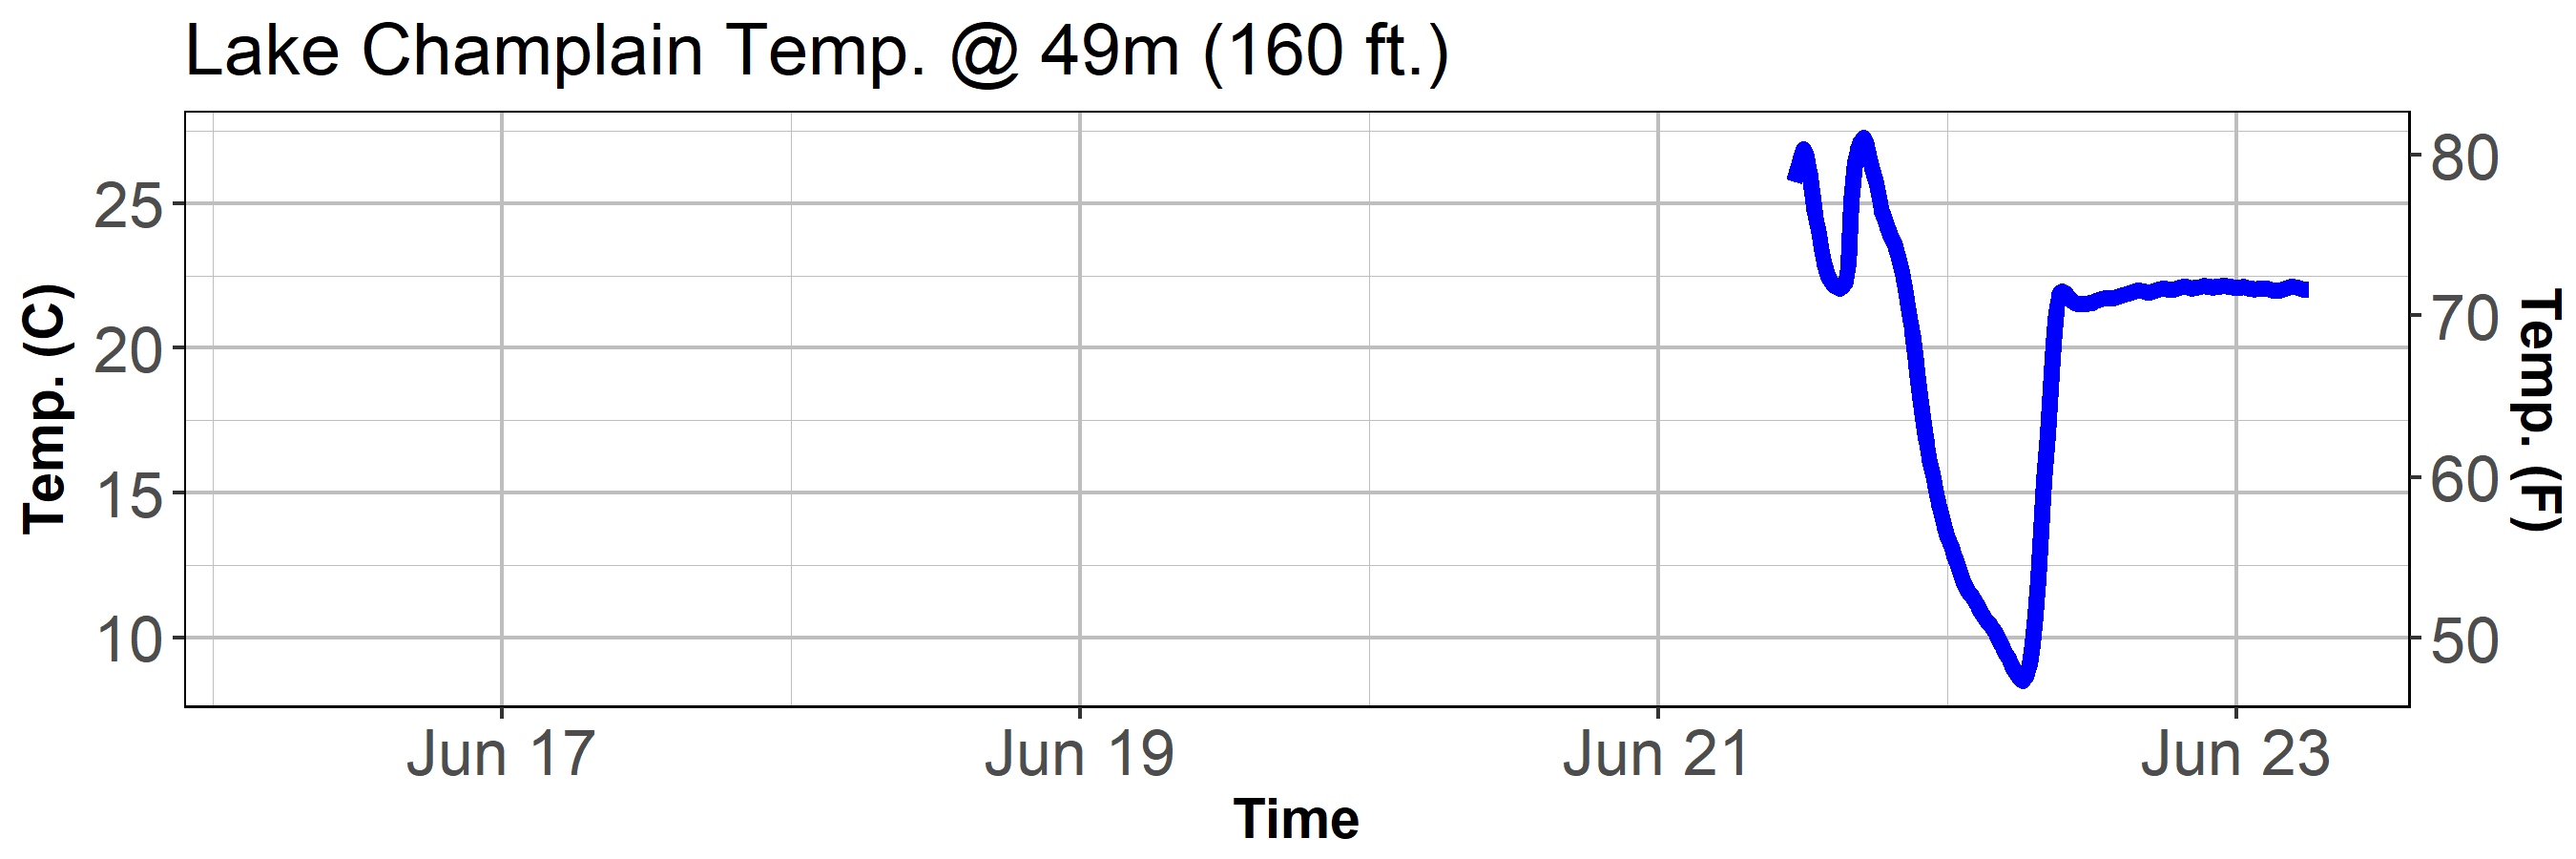 Lake Champlain Temp. @ 49m (160 ft.)
Temp. (C)
25
20
15
10
80
70
60
50
Temp. (F)
Jun 17
Jun 19
Jun 21
Jun 23
Time